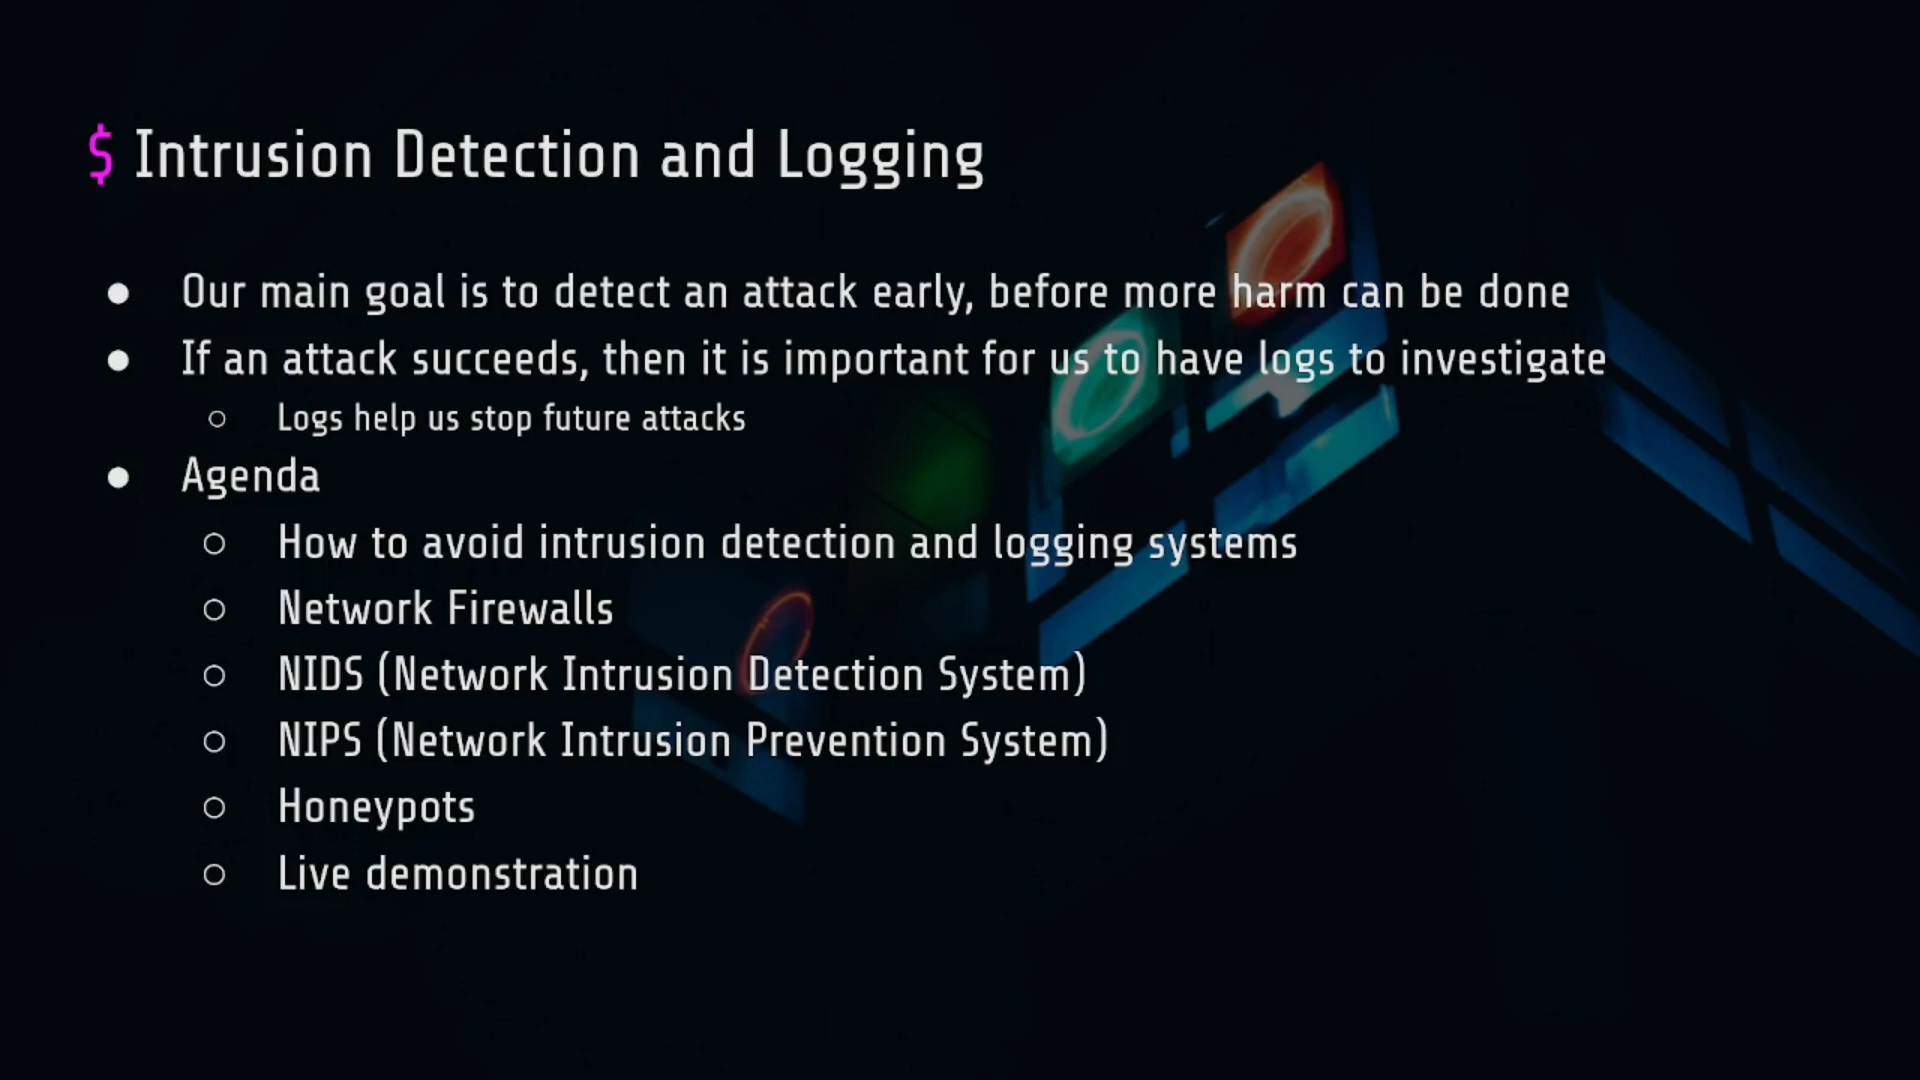 $ Intrusion Detection and Logging
● Our main goal is to detect an attack early, before more harm can be done
● If an attack succeeds, then it is important for us to have logs to investigate
○ Logs help us stop future attacks
● Agenda
○ How to avoid intrusion detection and logging systems
○ Network Firewalls
○ NIDS (Network Intrusion Detection System)
○ NIPS (Network Intrusion Prevention System)
○ Honeypots
○ Live demonstration